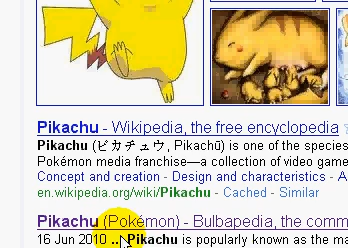 Pikachu - Wikipedia, the free encyclopedia
Pikachu (ピカチュウ, Pikachū) is one of the species
Pokémon media franchise—a collection of video game
Concept and creation - Design and characteristics - A
en.wikipedia.org/wiki/Pikachu - Cached - Similar
Pikachu (Pokémon) - Bulbapedia, the comm
16 Jun 2010 ... Pikachu is popularly known as the ma